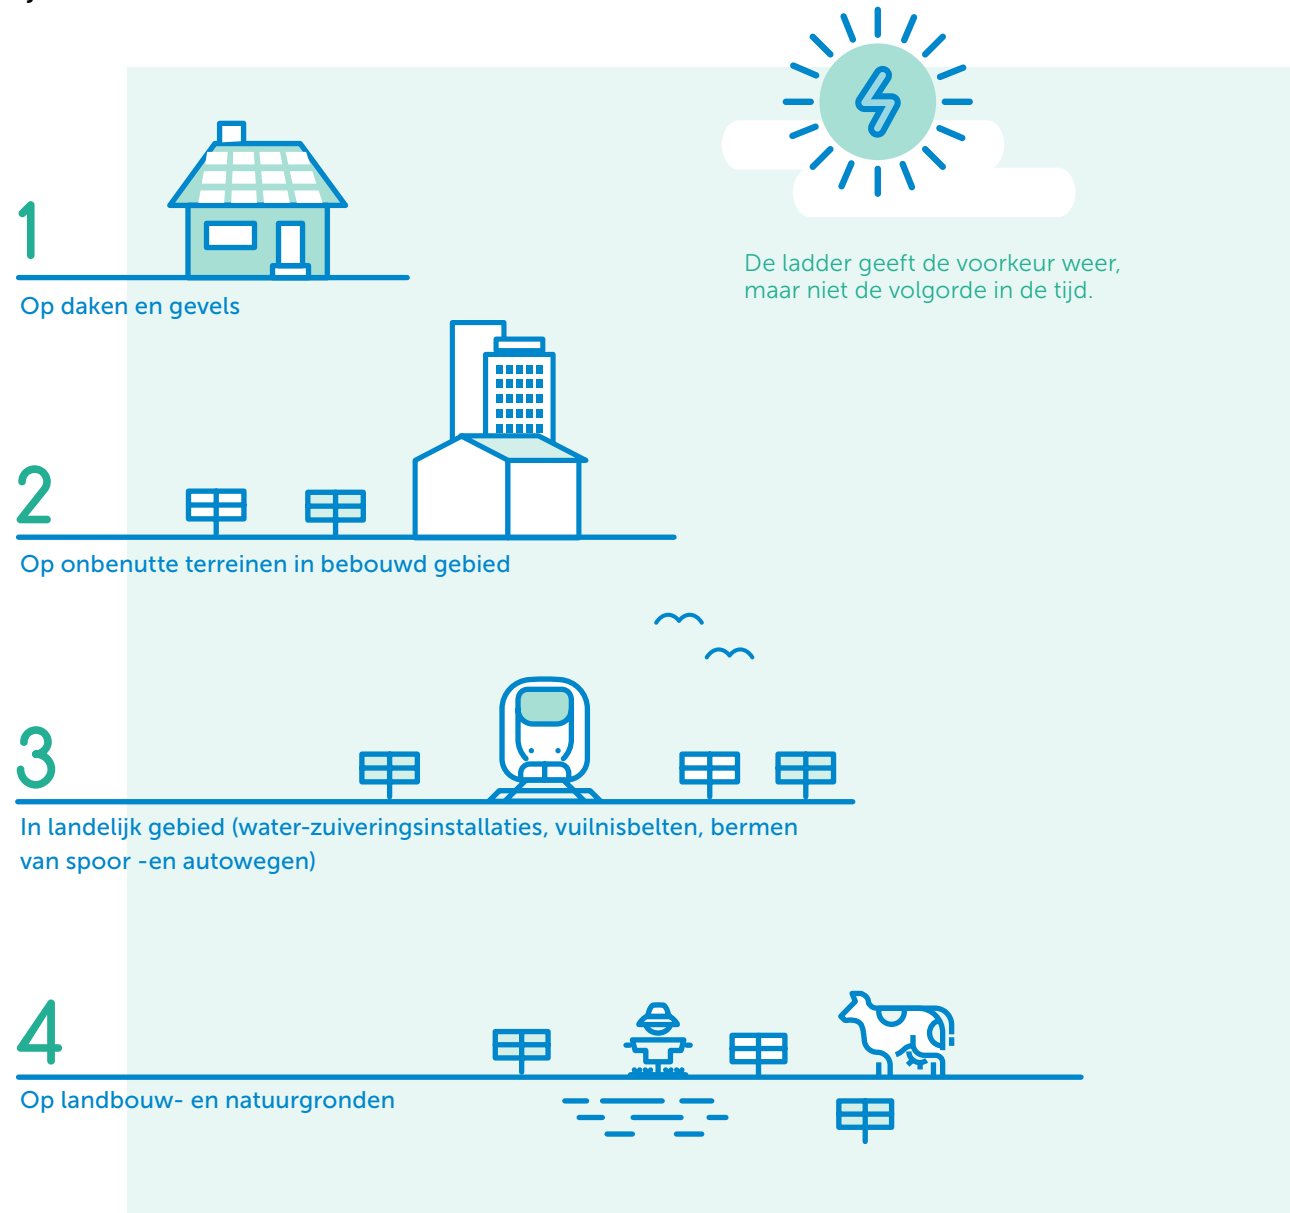 1
De ladder geeft de voorkeur weer,
maar niet de volgorde in de tijd.
Op daken en gevels
2
Op onbenutte terreinen in bebouwd gebied
3
In landelijk gebied (water-zuiveringsinstallaties, vuilnisbelten, bermen
van spoor -en autowegen)
4
Op landbouw- en natuurgronden